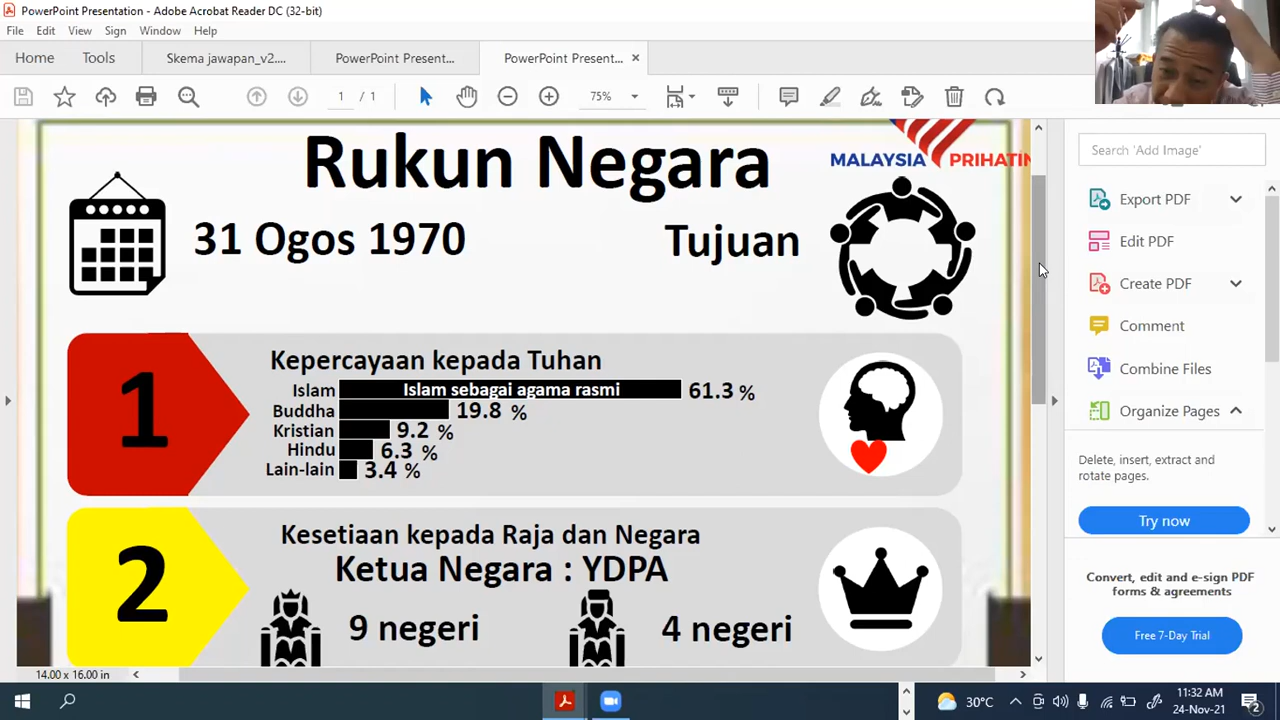 PowerPoint Presentation - Adobe Acrobat Reader DC (32-bit)
File Edit View Sign Window Help
Home Tools Skema jawapan_v2.... PowerPoint Present... PowerPoint Present... ×
1 / 1 75%
Rukun Negara
MALAYSIA PRIHATIN
31 Ogos 1970
Tujuan
1
Kepercayaan kepada Tuhan
Islam Islam sebagai agama rasmi 61.3 %
Buddha 19.8 %
Kristian 9.2 %
Hindu 6.3 %
Lain-lain 3.4 %
2
Kesetiaan kepada Raja dan Negara
Ketua Negara : YDPA
9 negeri 4 negeri
14.00 x 16.00 in
Search 'Add Image'
Export PDF
Edit PDF
Create PDF
Comment
Combine Files
Organize Pages
Delete, insert, extract and
rotate pages.
Try now
Convert, edit and e-sign PDF
forms & agreements
Free 7-Day Trial
30°C
11:32 AM
24-Nov-21
2